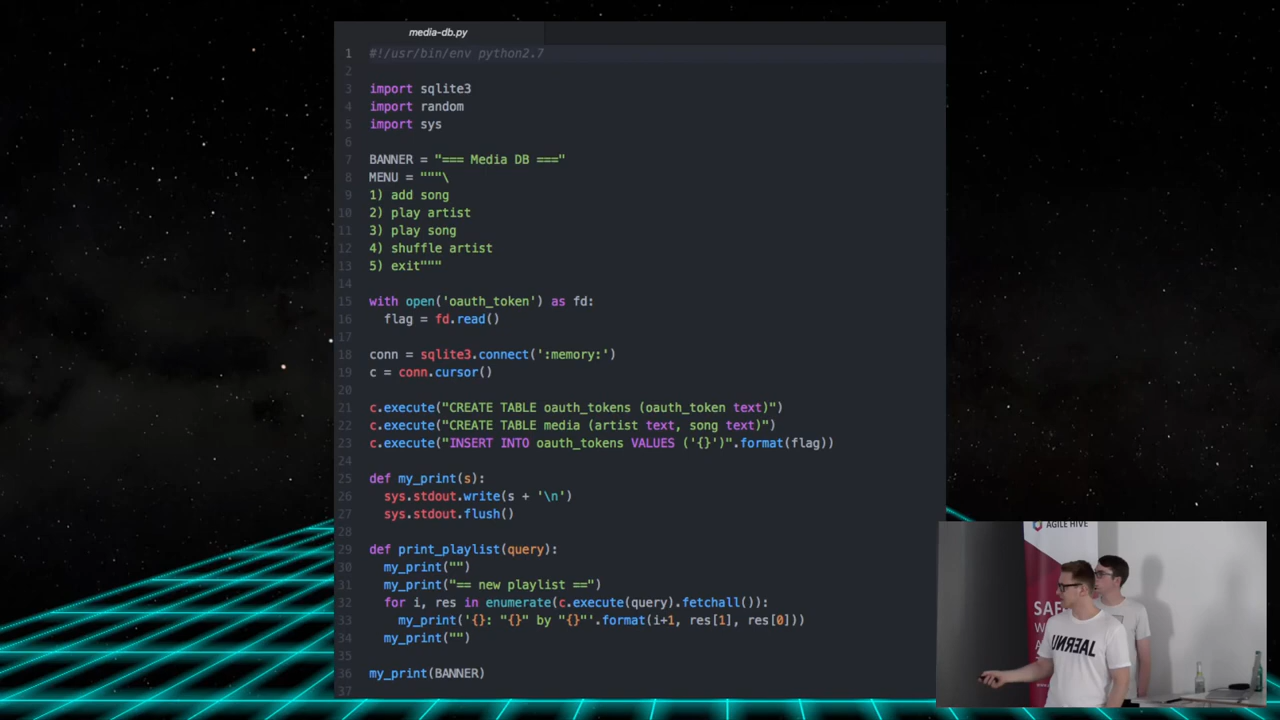 media-db.py
1 #!/usr/bin/env python2.7
2
3 import sqlite3
4 import random
5 import sys
6
7 BANNER = "=== Media DB ==="
8 MENU = """\
9 1) add song
10 2) play artist
11 3) play song
12 4) shuffle artist
13 5) exit"""
14
15 with open('oauth_token') as fd:
16   flag = fd.read()
17
18 conn = sqlite3.connect(':memory:')
19 c = conn.cursor()
20
21 c.execute("CREATE TABLE oauth_tokens (oauth_token text)")
22 c.execute("CREATE TABLE media (artist text, song text)")
23 c.execute("INSERT INTO oauth_tokens VALUES ('{}')".format(flag))
24
25 def my_print(s):
26   sys.stdout.write(s + '\n')
27   sys.stdout.flush()
28
29 def print_playlist(query):
30   my_print("")
31   my_print("== new playlist ==")
32   for i, res in enumerate(c.execute(query).fetchall()):
33     my_print('{}: "{}" by "{}"'.format(i+1, res[1], res[0]))
34   my_print("")
35
36 my_print(BANNER)
37
AGILE HIVE